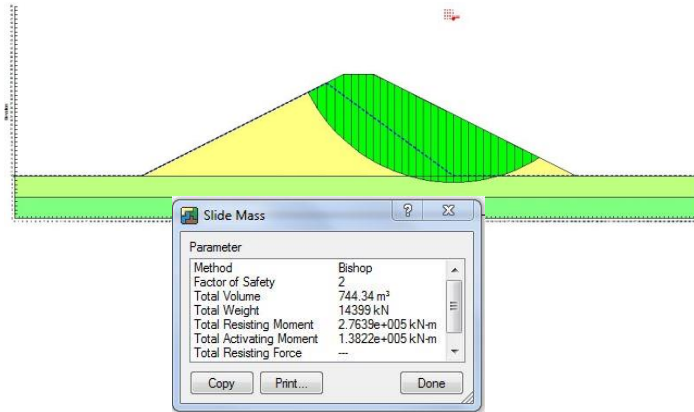 Slide Mass
Parameter
Method Bishop
Factor of Safety 2
Total Volume 744.34 m³
Total Weight 14399 kN
Total Resisting Moment 2.7639e+005 kN-m
Total Activating Moment 1.3822e+005 kN-m
Total Resisting Force ---
Copy Print... Done